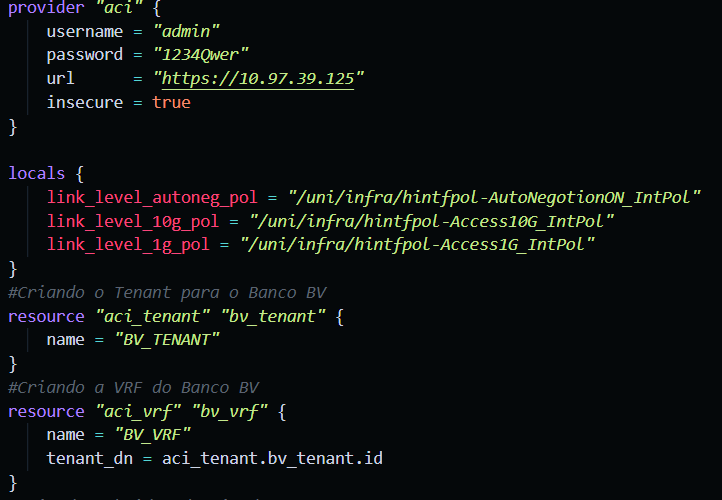 provider "aci" {
    username = "admin"
    password = "1234Qwer"
    url      = "https://10.97.39.125"
    insecure = true
}

locals {
    link_level_autoneg_pol = "/uni/infra/hintfpol-AutoNegotionON_IntPol"
    link_level_10g_pol = "/uni/infra/hintfpol-Access10G_IntPol"
    link_level_1g_pol = "/uni/infra/hintfpol-Access1G_IntPol"
}
#Criando o Tenant para o Banco BV
resource "aci_tenant" "bv_tenant" {
    name = "BV_TENANT"
}
#Criando a VRF do Banco BV
resource "aci_vrf" "bv_vrf" {
    name = "BV_VRF"
    tenant_dn = aci_tenant.bv_tenant.id
}